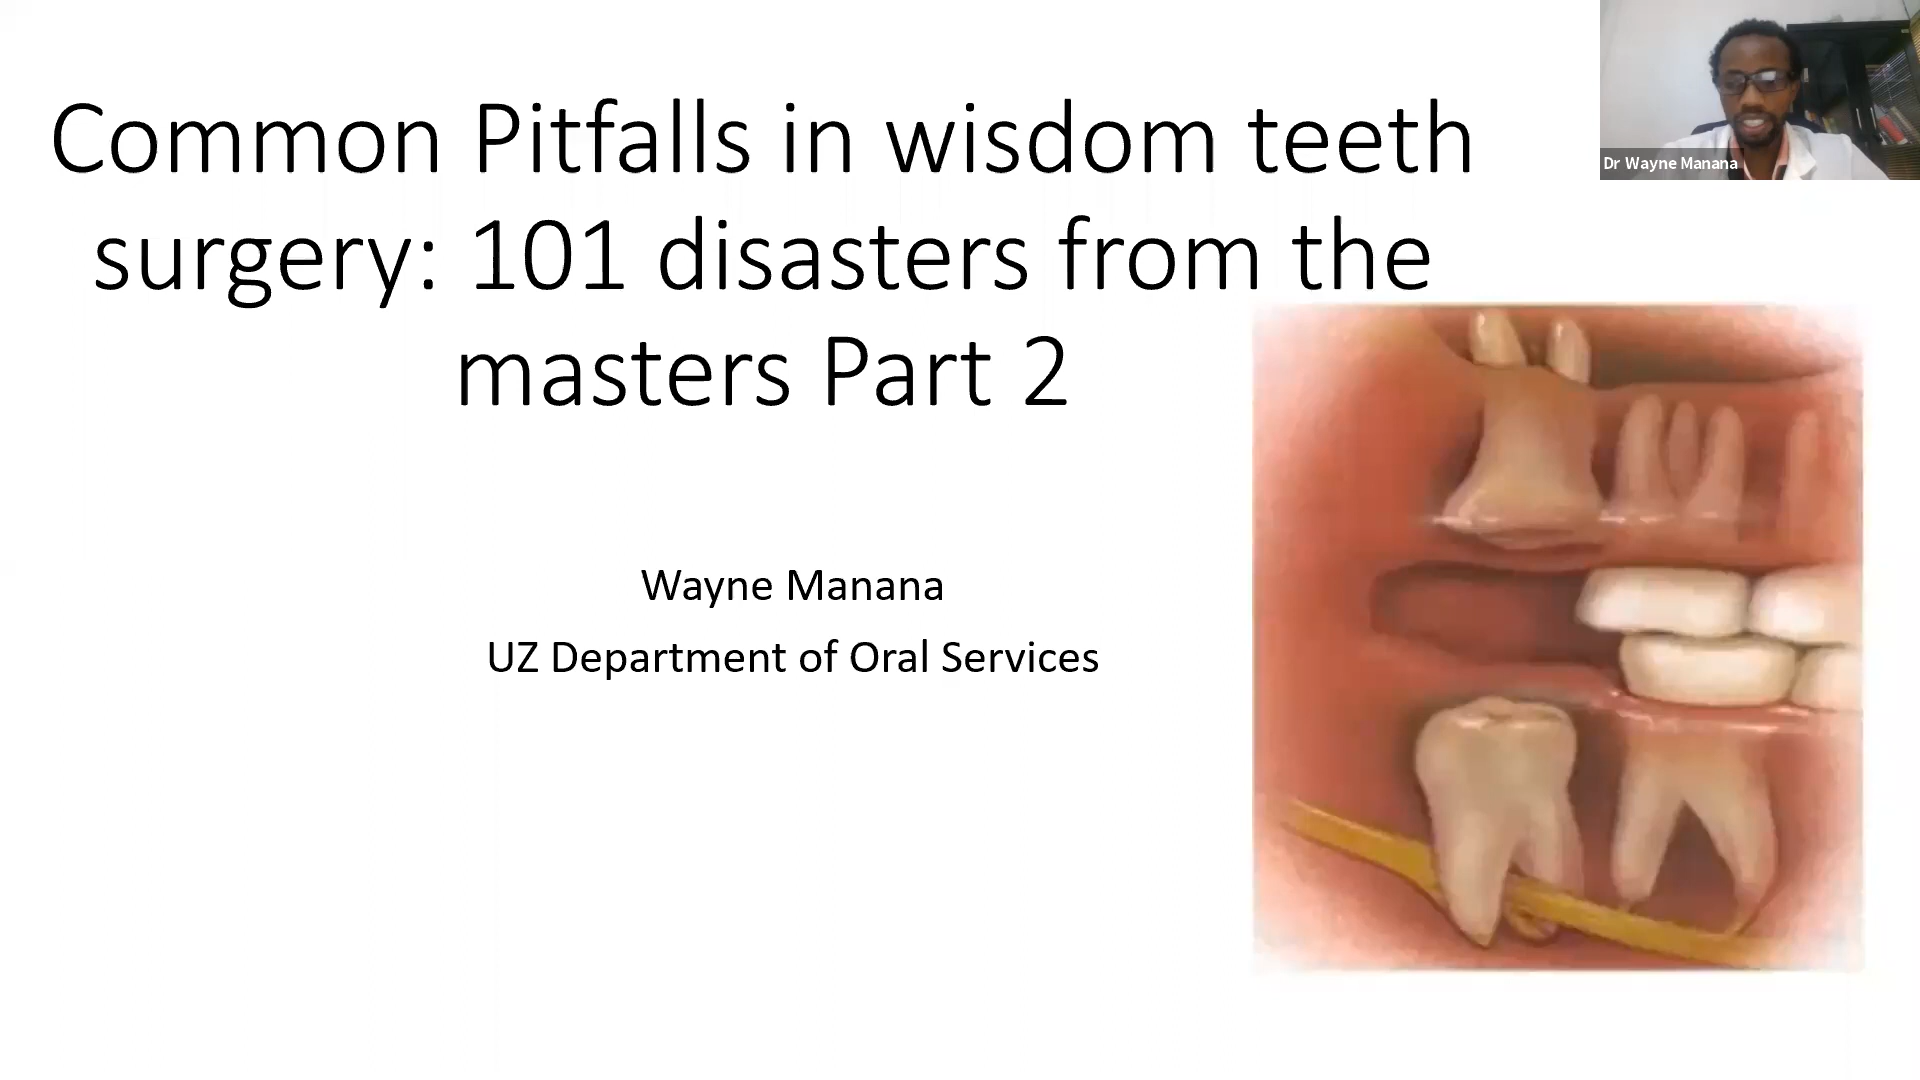 Common Pitfalls in wisdom teeth
surgery: 101 disasters from the
masters Part 2
Wayne Manana
UZ Department of Oral Services
Dr Wayne Manana